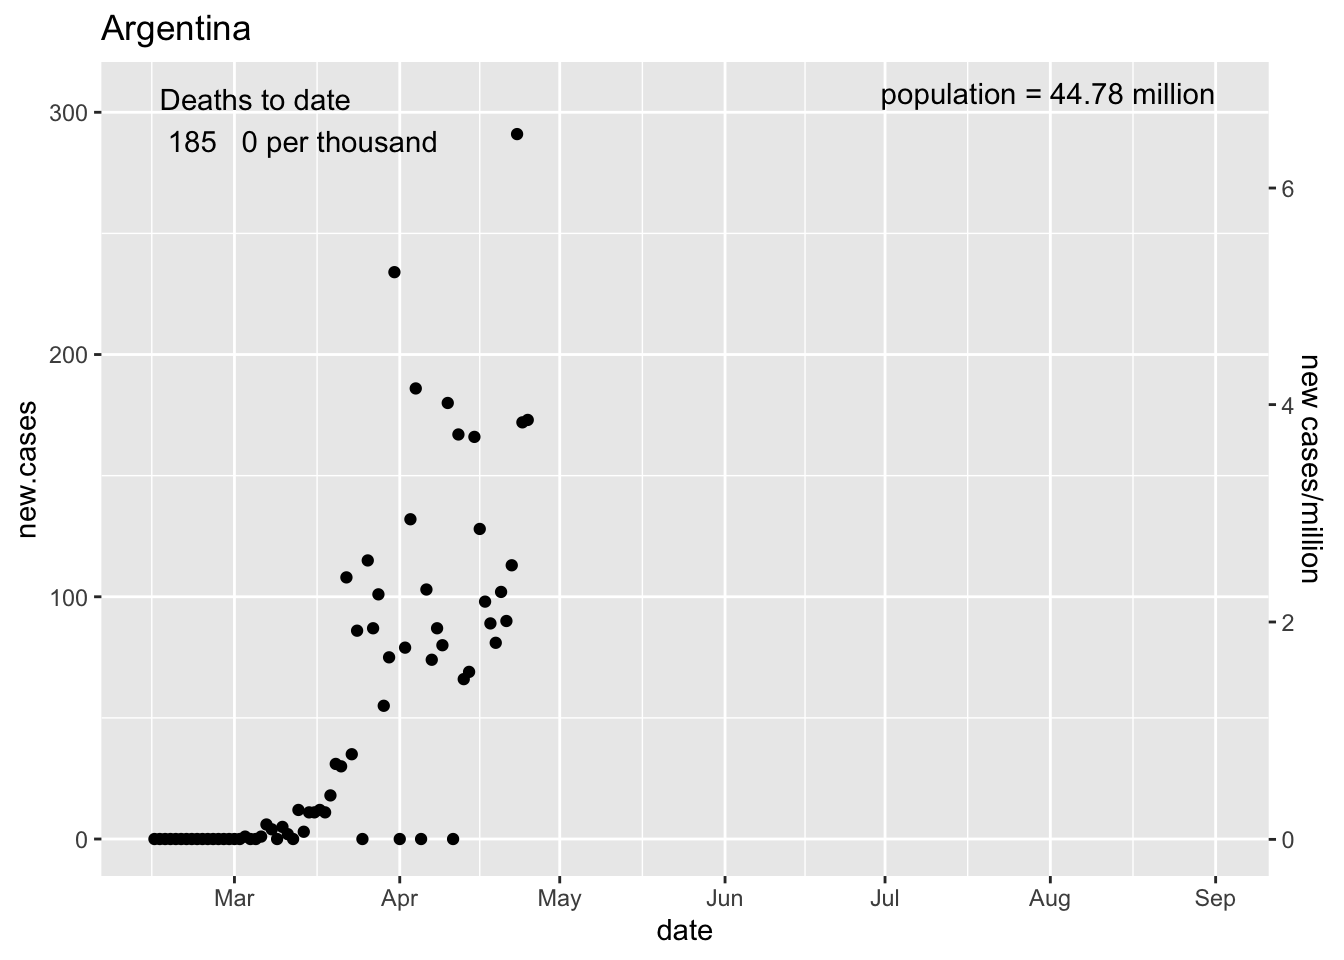 Argentina
Deaths to date
185 0 per thousand
population = 44.78 million
300
200
100
0
new.cases
6
4
2
0
new cases/million
Mar Apr May Jun Jul Aug Sep
date